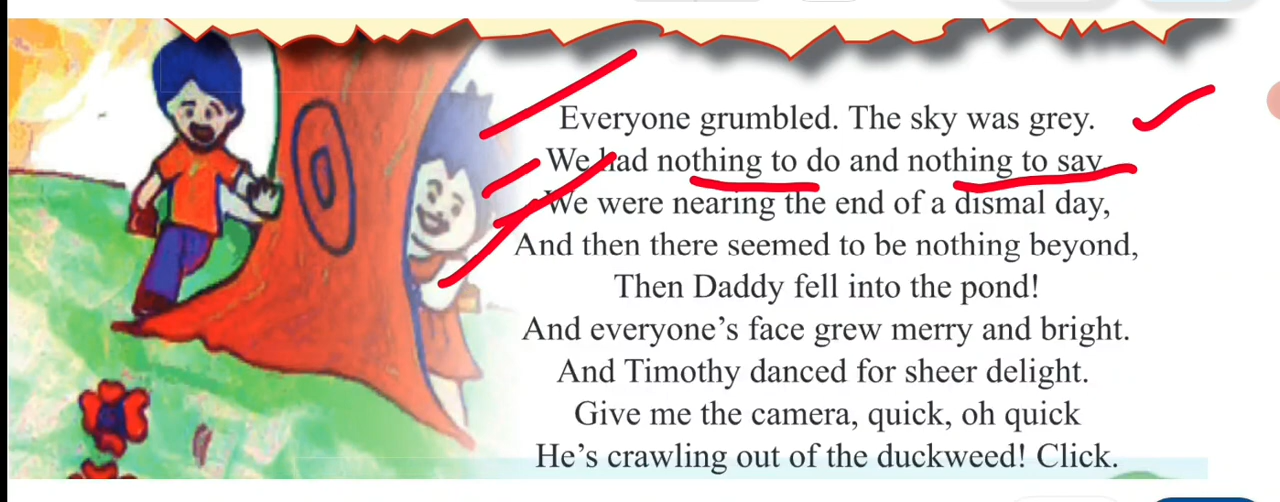 Everyone grumbled. The sky was grey.
We had nothing to do and nothing to say
We were nearing the end of a dismal day,
And then there seemed to be nothing beyond,
Then Daddy fell into the pond!
And everyone's face grew merry and bright.
And Timothy danced for sheer delight.
Give me the camera, quick, oh quick
He's crawling out of the duckweed! Click.